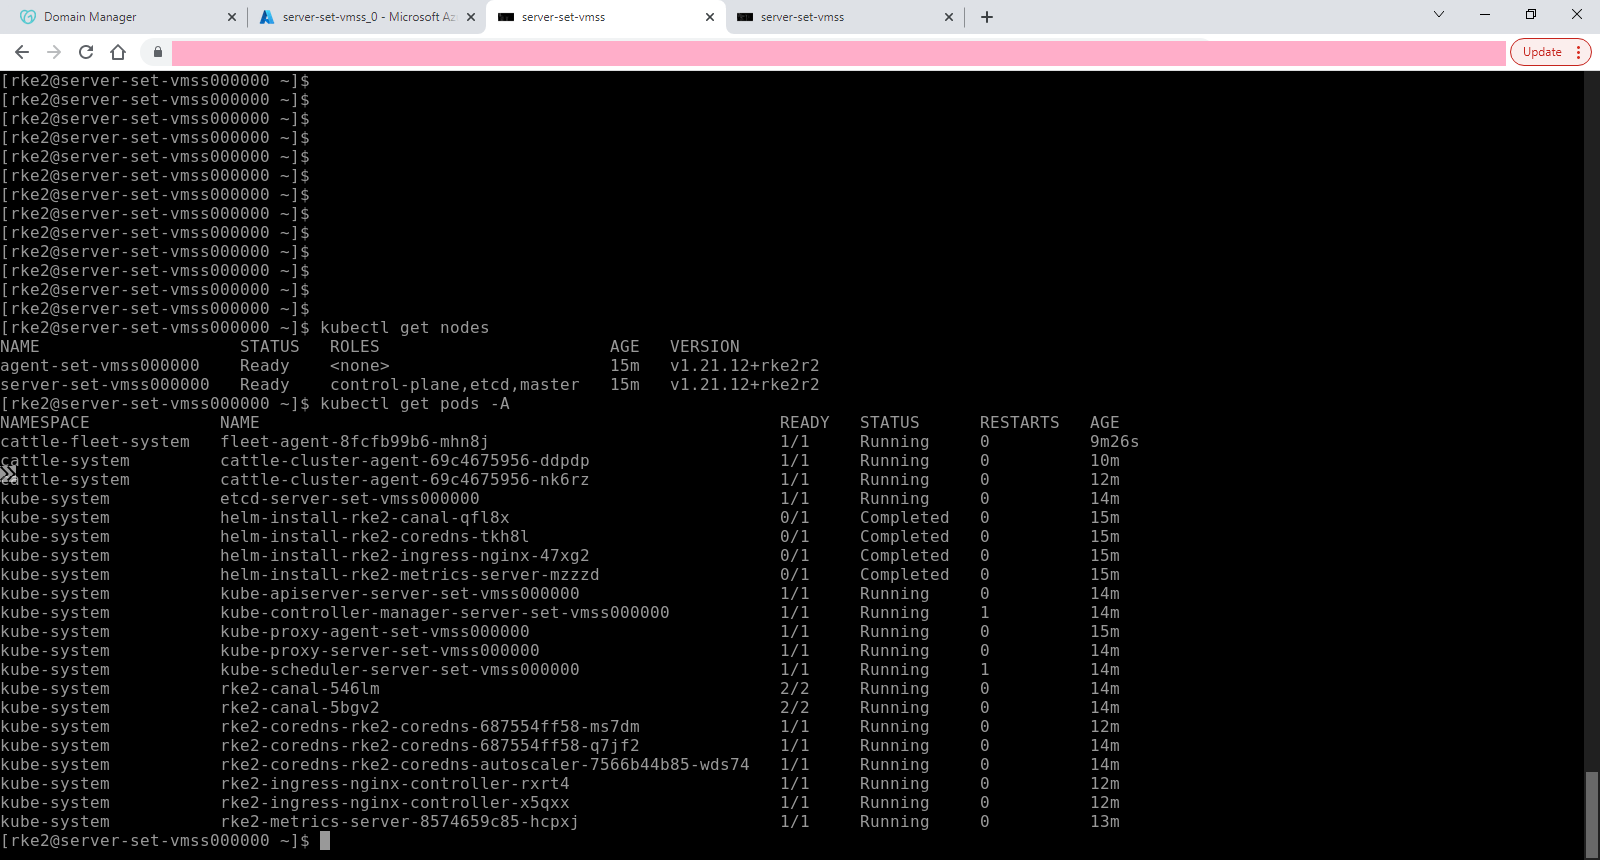 Domain Manager
server-set-vmss_0 - Microsoft Az
server-set-vmss
server-set-vmss
Update
[rke2@server-set-vmss000000 ~]$
[rke2@server-set-vmss000000 ~]$
[rke2@server-set-vmss000000 ~]$
[rke2@server-set-vmss000000 ~]$
[rke2@server-set-vmss000000 ~]$
[rke2@server-set-vmss000000 ~]$
[rke2@server-set-vmss000000 ~]$
[rke2@server-set-vmss000000 ~]$
[rke2@server-set-vmss000000 ~]$
[rke2@server-set-vmss000000 ~]$
[rke2@server-set-vmss000000 ~]$
[rke2@server-set-vmss000000 ~]$
[rke2@server-set-vmss000000 ~]$
[rke2@server-set-vmss000000 ~]$ kubectl get nodes
NAME                    STATUS   ROLES                       AGE   VERSION
agent-set-vmss000000    Ready    <none>                      15m   v1.21.12+rke2r2
server-set-vmss000000   Ready    control-plane,etcd,master   15m   v1.21.12+rke2r2
[rke2@server-set-vmss000000 ~]$ kubectl get pods -A
NAMESPACE             NAME                                                    READY   STATUS      RESTARTS   AGE
cattle-fleet-system   fleet-agent-8fcfb99b6-mhn8j                             1/1     Running     0          9m26s
cattle-system         cattle-cluster-agent-69c4675956-ddpdp                   1/1     Running     0          10m
cattle-system         cattle-cluster-agent-69c4675956-nk6rz                   1/1     Running     0          12m
kube-system           etcd-server-set-vmss000000                              1/1     Running     0          14m
kube-system           helm-install-rke2-canal-qfl8x                           0/1     Completed   0          15m
kube-system           helm-install-rke2-coredns-tkh8l                         0/1     Completed   0          15m
kube-system           helm-install-rke2-ingress-nginx-47xg2                   0/1     Completed   0          15m
kube-system           helm-install-rke2-metrics-server-mzzzd                  0/1     Completed   0          15m
kube-system           kube-apiserver-server-set-vmss000000                    1/1     Running     0          14m
kube-system           kube-controller-manager-server-set-vmss000000           1/1     Running     1          14m
kube-system           kube-proxy-agent-set-vmss000000                         1/1     Running     0          15m
kube-system           kube-proxy-server-set-vmss000000                        1/1     Running     0          14m
kube-system           kube-scheduler-server-set-vmss000000                    1/1     Running     1          14m
kube-system           rke2-canal-546lm                                        2/2     Running     0          14m
kube-system           rke2-canal-5bgv2                                        2/2     Running     0          14m
kube-system           rke2-coredns-rke2-coredns-687554ff58-ms7dm              1/1     Running     0          12m
kube-system           rke2-coredns-rke2-coredns-687554ff58-q7jf2              1/1     Running     0          14m
kube-system           rke2-coredns-rke2-coredns-autoscaler-7566b44b85-wds74   1/1     Running     0          14m
kube-system           rke2-ingress-nginx-controller-rxrt4                     1/1     Running     0          12m
kube-system           rke2-ingress-nginx-controller-x5qxx                     1/1     Running     0          12m
kube-system           rke2-metrics-server-8574659c85-hcpxj                    1/1     Running     0          13m
[rke2@server-set-vmss000000 ~]$